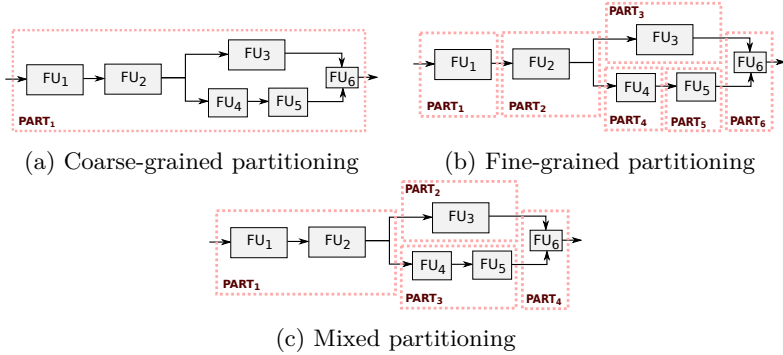 FU1 FU2 FU3 FU4 FU5 FU6
PART1
(a) Coarse-grained partitioning
FU1 FU2 FU3 FU4 FU5 FU6
PART1 PART2 PART3 PART4 PART5 PART6
(b) Fine-grained partitioning
FU1 FU2 FU3 FU4 FU5 FU6
PART1 PART2 PART3 PART4
(c) Mixed partitioning